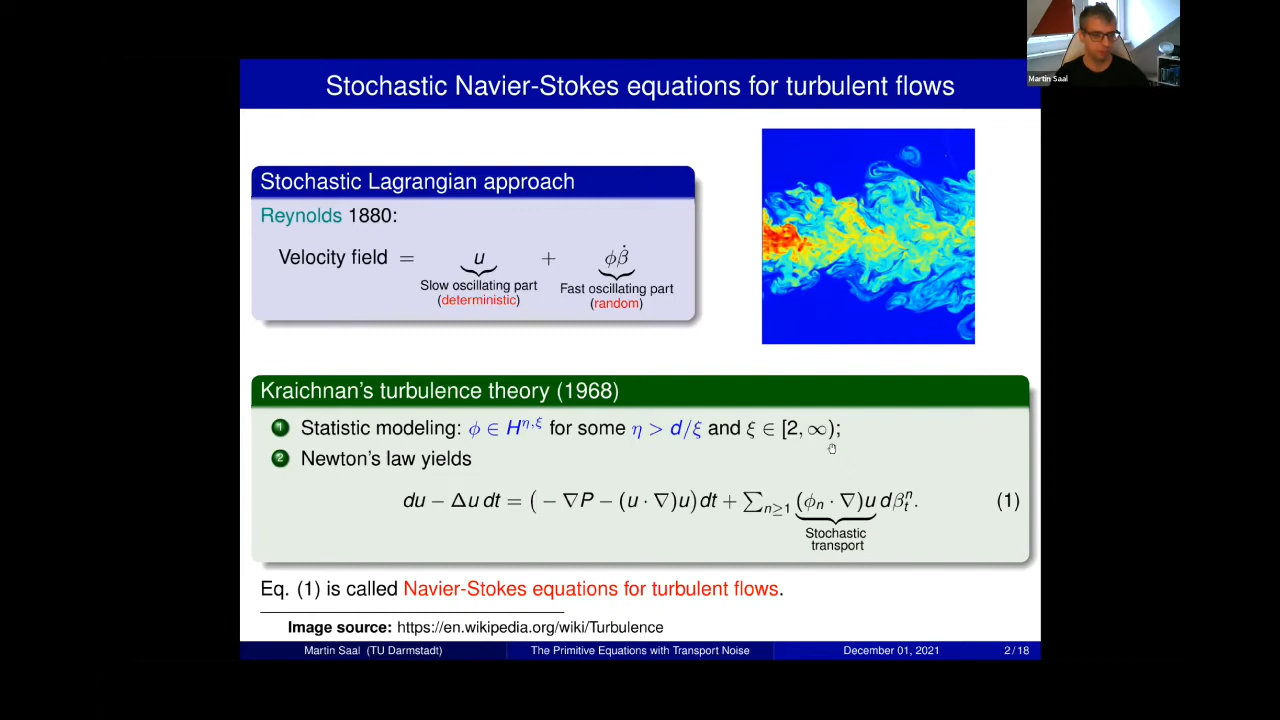 Martin Saal
Stochastic Navier-Stokes equations for turbulent flows
Stochastic Lagrangian approach
Reynolds 1880:
Velocity field = u + ϕβ̇
Slow oscillating part
(deterministic)
Fast oscillating part
(random)
Kraichnan's turbulence theory (1968)
1 Statistic modeling: ϕ ∈ H^{η,ξ} for some η > d/ξ and ξ ∈ [2, ∞);
2 Newton's law yields
du − Δu dt = (− ∇P − (u · ∇)u)dt + ∑_{n≥1} (ϕ_n · ∇)u dβ_t^n. (1)
Stochastic
transport
Eq. (1) is called Navier-Stokes equations for turbulent flows.
Image source: https://en.wikipedia.org/wiki/Turbulence
Martin Saal (TU Darmstadt) The Primitive Equations with Transport Noise December 01, 2021 2 / 18